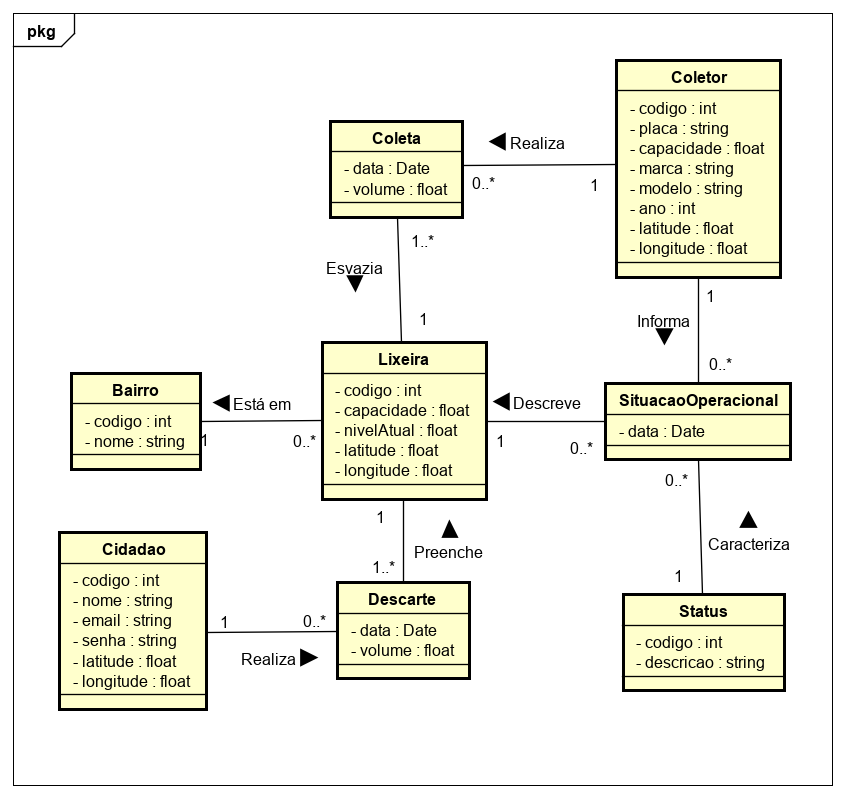 pkg
Coletor
- codigo : int
- placa : string
- capacidade : float
- marca : string
- modelo : string
- ano : int
- latitude : float
- longitude : float
Coleta
- data : Date
- volume : float
Realiza
0..*
1
1..*
Esvazia
1
1
Informa
0..*
Lixeira
- codigo : int
- capacidade : float
- nivelAtual : float
- latitude : float
- longitude : float
Bairro
- codigo : int
- nome : string
Está em
1
0..*
Descreve
1
0..*
SituacaoOperacional
- data : Date
0..*
Caracteriza
1
1
Preenche
1..*
Cidadao
- codigo : int
- nome : string
- email : string
- senha : string
- latitude : float
- longitude : float
1
0..*
Realiza
Descarte
- data : Date
- volume : float
Status
- codigo : int
- descricao : string